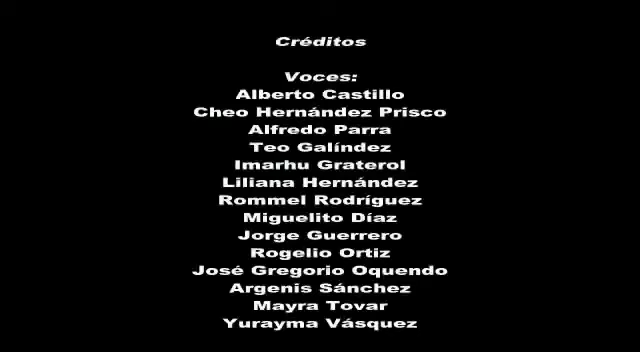 Créditos
Voces:
Alberto Castillo
Cheo Hernández Prisco
Alfredo Parra
Teo Galíndez
Imarhu Graterol
Liliana Hernández
Rommel Rodríguez
Miguelito Díaz
Jorge Guerrero
Rogelio Ortiz
José Gregorio Oquendo
Argenis Sánchez
Mayra Tovar
Yurayma Vásquez